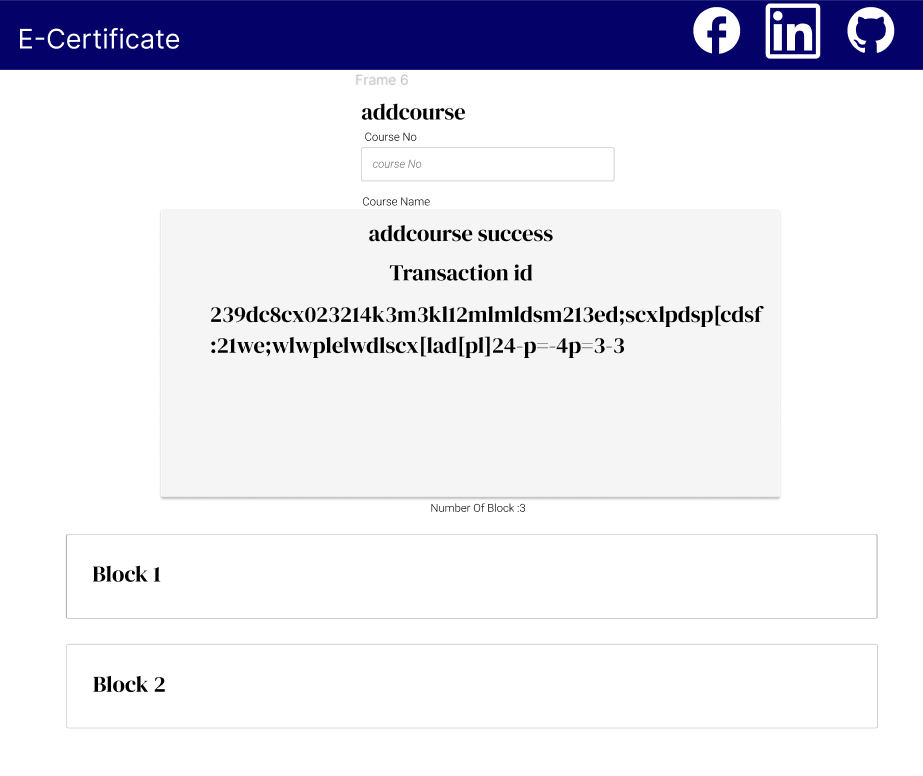 E-Certificate
Frame 6
addcourse
Course No
course No
Course Name
addcourse success
Transaction id
239dc8cx023214k3m3kl12mlmldsm213ed;scxlpdsp[cdsf
:21we;wlwplelwdlscx[lad[pl]24-p=-4p=3-3
Number Of Block :3
Block 1
Block 2